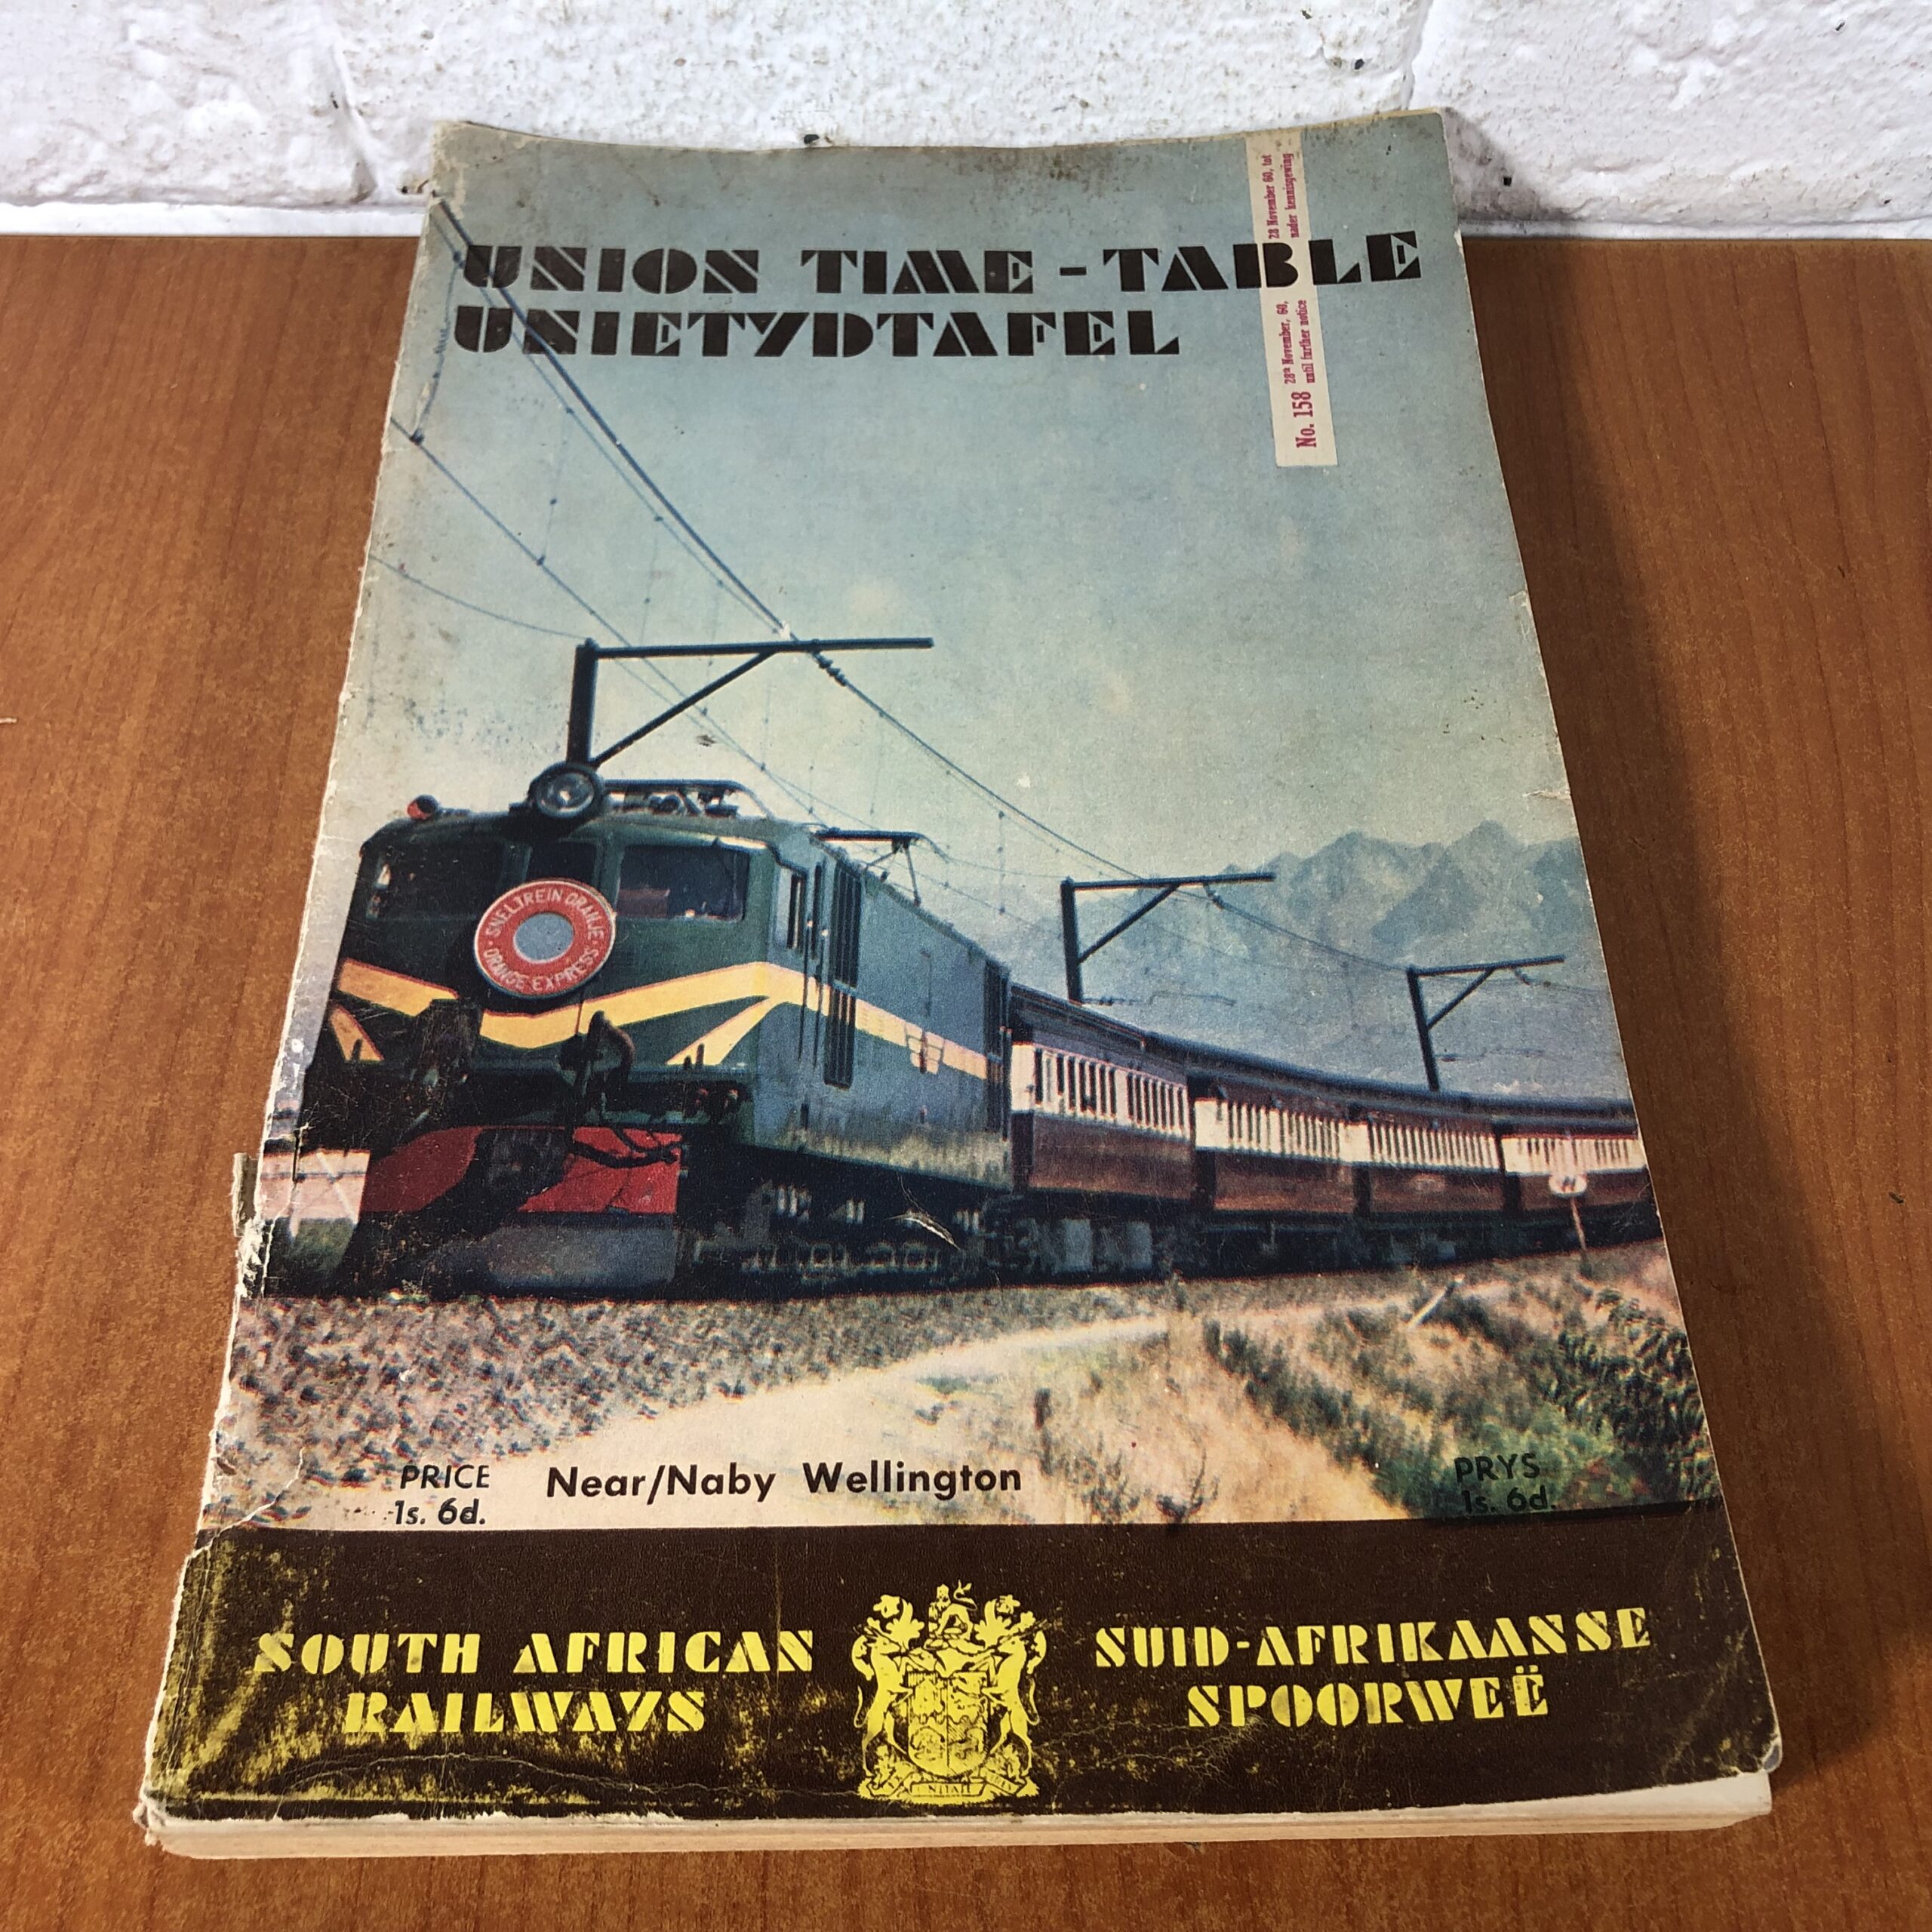 UNION TIME-TABLE
UNIETYDTAFEL
No. 158
28th November, 60,
until further notice
28 November 60, tot
nader kennisgewing
SNELTREIN ORANJE
ORANGE EXPRESS
PRICE
1s. 6d.
Near/Naby Wellington
PRYS
1s. 6d.
SOUTH AFRICAN
RAILWAYS
SUID-AFRIKAANSE
SPOORWEË